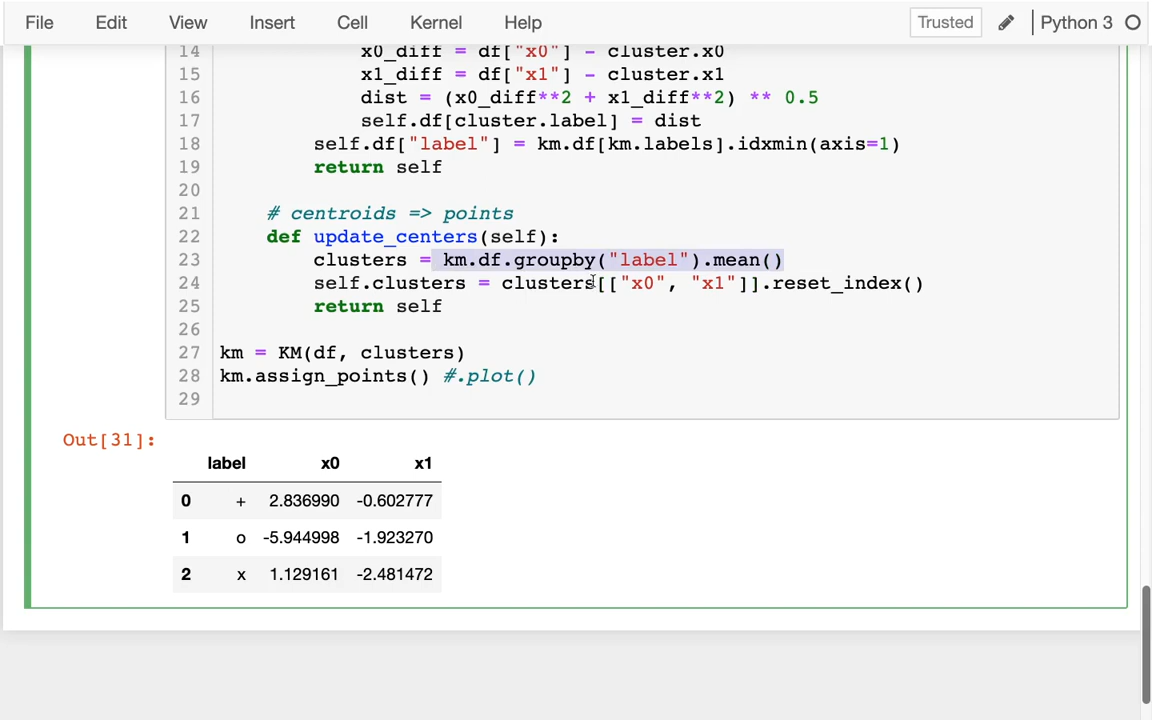 File Edit View Insert Cell Kernel Help Trusted Python 3
14 x0_diff = df["x0"] - cluster.x0
15 x1_diff = df["x1"] - cluster.x1
16 dist = (x0_diff**2 + x1_diff**2) ** 0.5
17 self.df[cluster.label] = dist
18 self.df["label"] = km.df[km.labels].idxmin(axis=1)
19 return self
20
21 # centroids => points
22 def update_centers(self):
23 clusters = km.df.groupby("label").mean()
24 self.clusters = clusters[["x0", "x1"]].reset_index()
25 return self
26
27 km = KM(df, clusters)
28 km.assign_points() #.plot()
29
Out[31]:
label x0 x1
0 + 2.836990 -0.602777
1 o -5.944998 -1.923270
2 x 1.129161 -2.481472